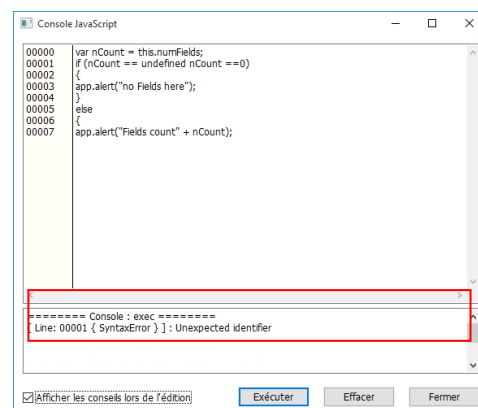 Console JavaScript
00000 var nCount = this.numFields;
00001 if (nCount == undefined nCount ==0)
00002 {
00003 app.alert("no Fields here");
00004 }
00005 else
00006 {
00007 app.alert("Fields count" + nCount);
======== Console : exec ========
[ Line: 00001 { SyntaxError } ] : Unexpected identifier
Afficher les conseils lors de l'édition Exécuter Effacer Fermer